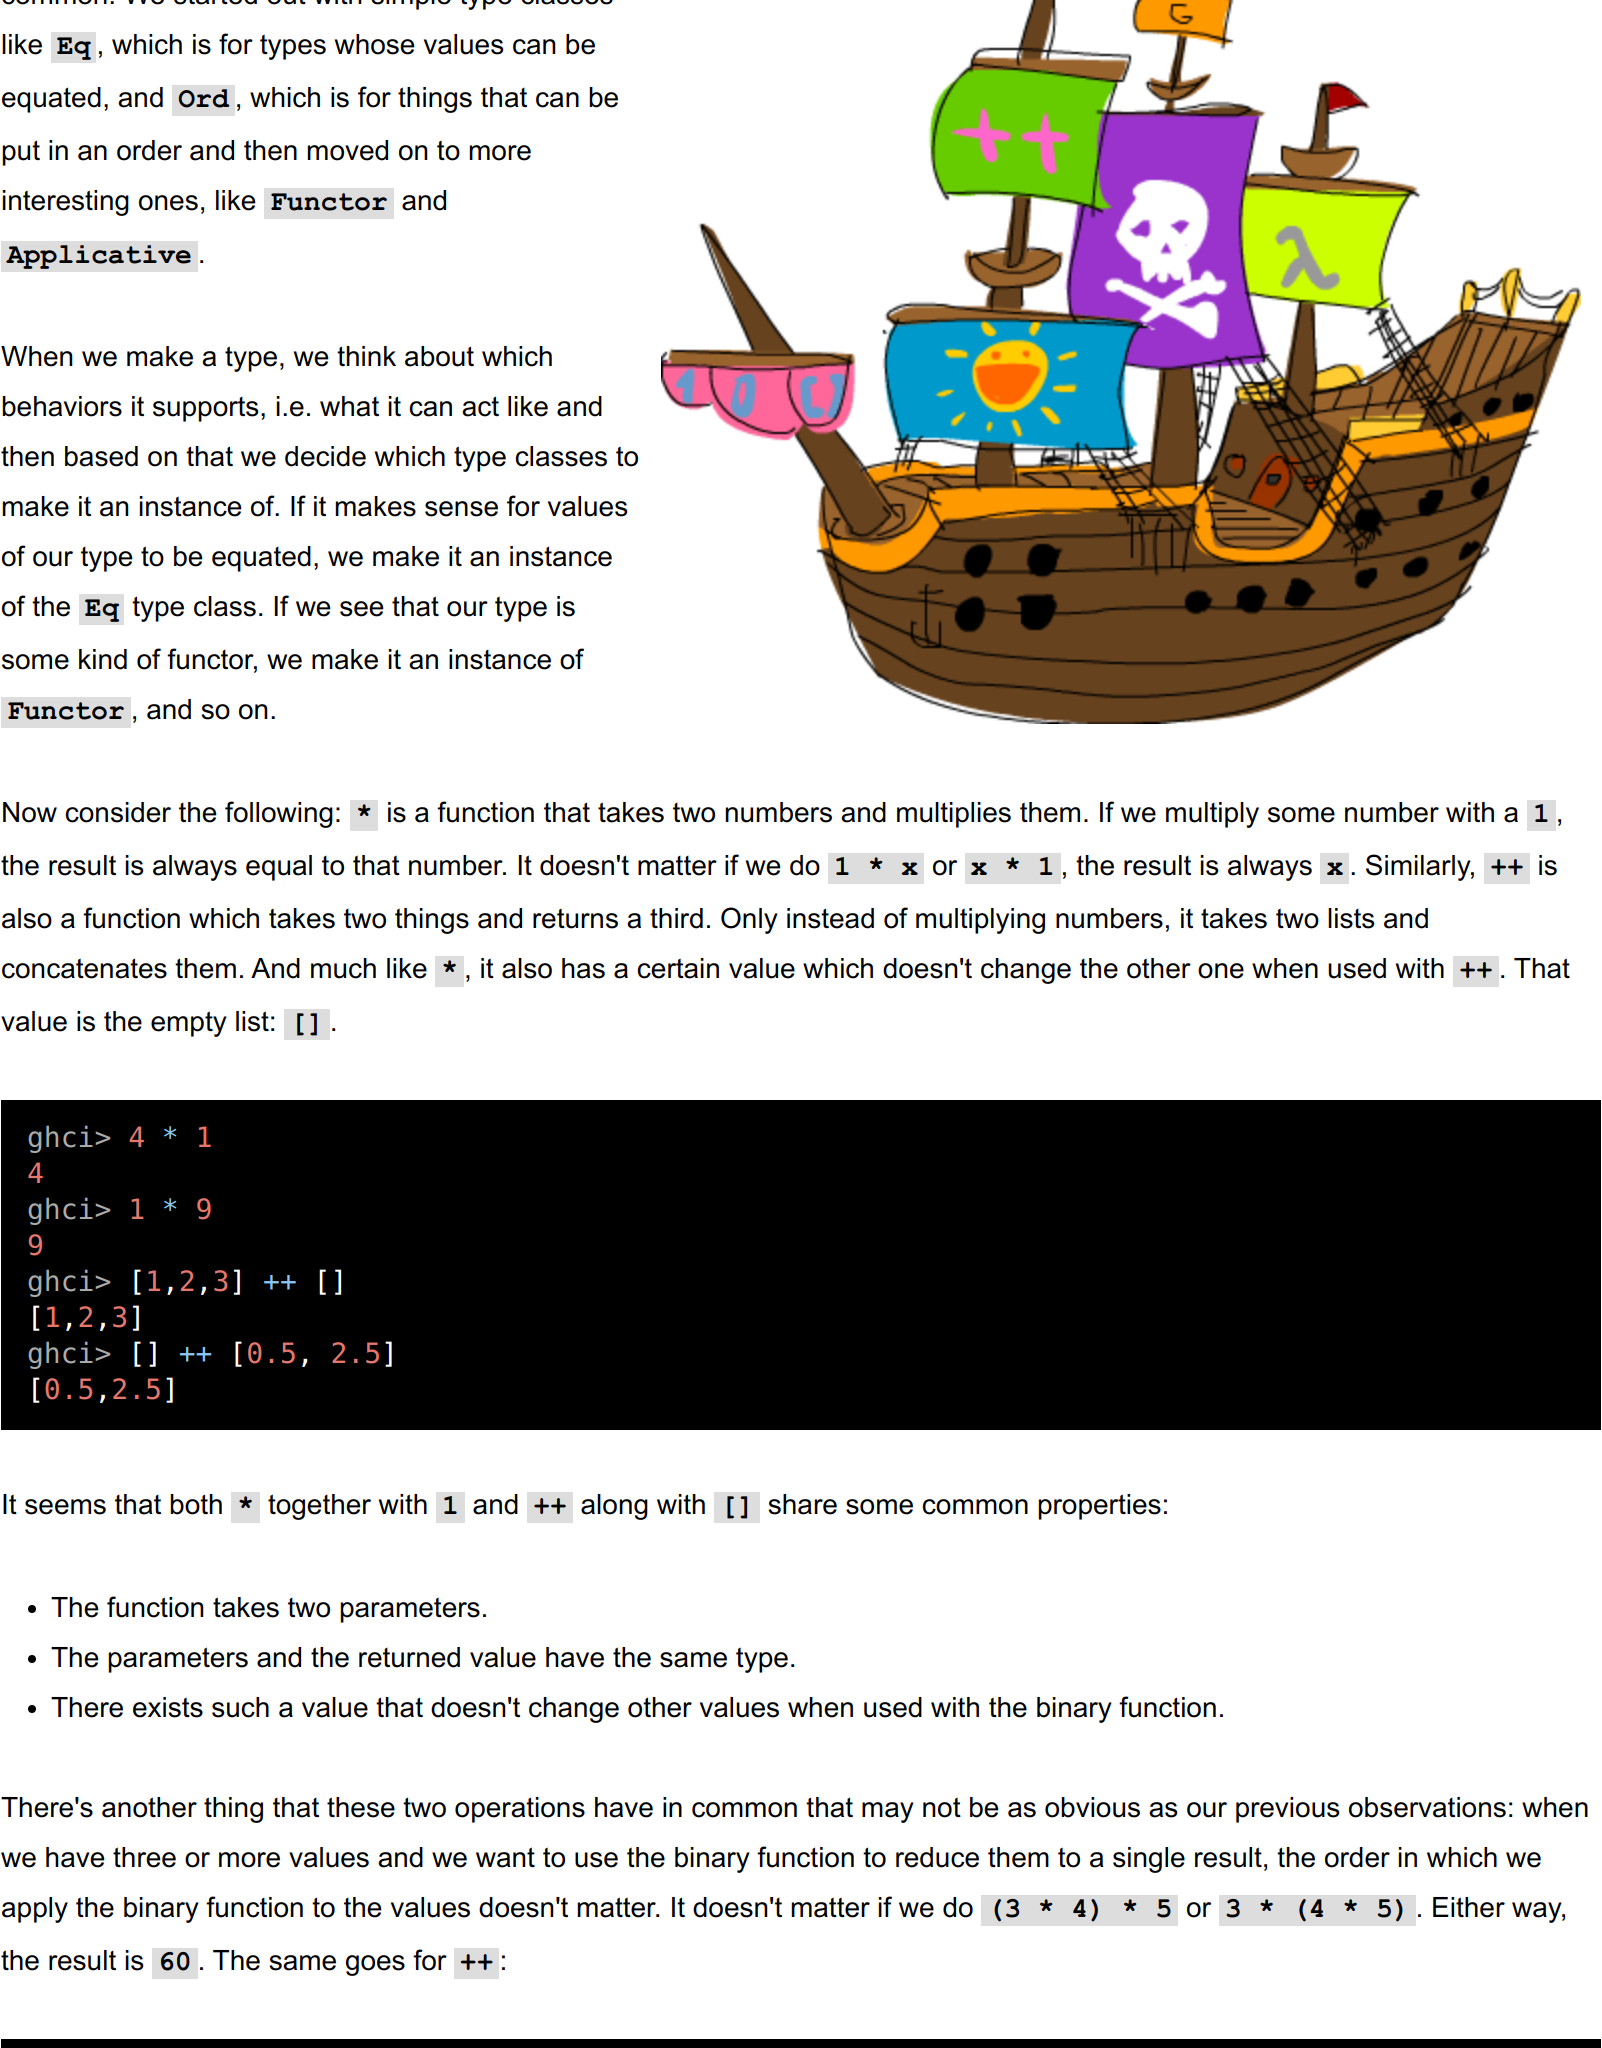 common. We started out with simple type classes
like Eq, which is for types whose values can be
equated, and Ord, which is for things that can be
put in an order and then moved on to more
interesting ones, like Functor and
Applicative.
G
++
λ
1 0 []
When we make a type, we think about which
behaviors it supports, i.e. what it can act like and
then based on that we decide which type classes to
make it an instance of. If it makes sense for values
of our type to be equated, we make it an instance
of the Eq type class. If we see that our type is
some kind of functor, we make it an instance of
Functor, and so on.
Now consider the following: * is a function that takes two numbers and multiplies them. If we multiply some number with a 1,
the result is always equal to that number. It doesn't matter if we do 1 * x or x * 1, the result is always x. Similarly, ++ is
also a function which takes two things and returns a third. Only instead of multiplying numbers, it takes two lists and
concatenates them. And much like *, it also has a certain value which doesn't change the other one when used with ++. That
value is the empty list: [].
ghci> 4 * 1
4
ghci> 1 * 9
9
ghci> [1,2,3] ++ []
[1,2,3]
ghci> [] ++ [0.5, 2.5]
[0.5,2.5]
It seems that both * together with 1 and ++ along with [] share some common properties:
• The function takes two parameters.
• The parameters and the returned value have the same type.
• There exists such a value that doesn't change other values when used with the binary function.
There's another thing that these two operations have in common that may not be as obvious as our previous observations: when
we have three or more values and we want to use the binary function to reduce them to a single result, the order in which we
apply the binary function to the values doesn't matter. It doesn't matter if we do (3 * 4) * 5 or 3 * (4 * 5). Either way,
the result is 60. The same goes for ++: